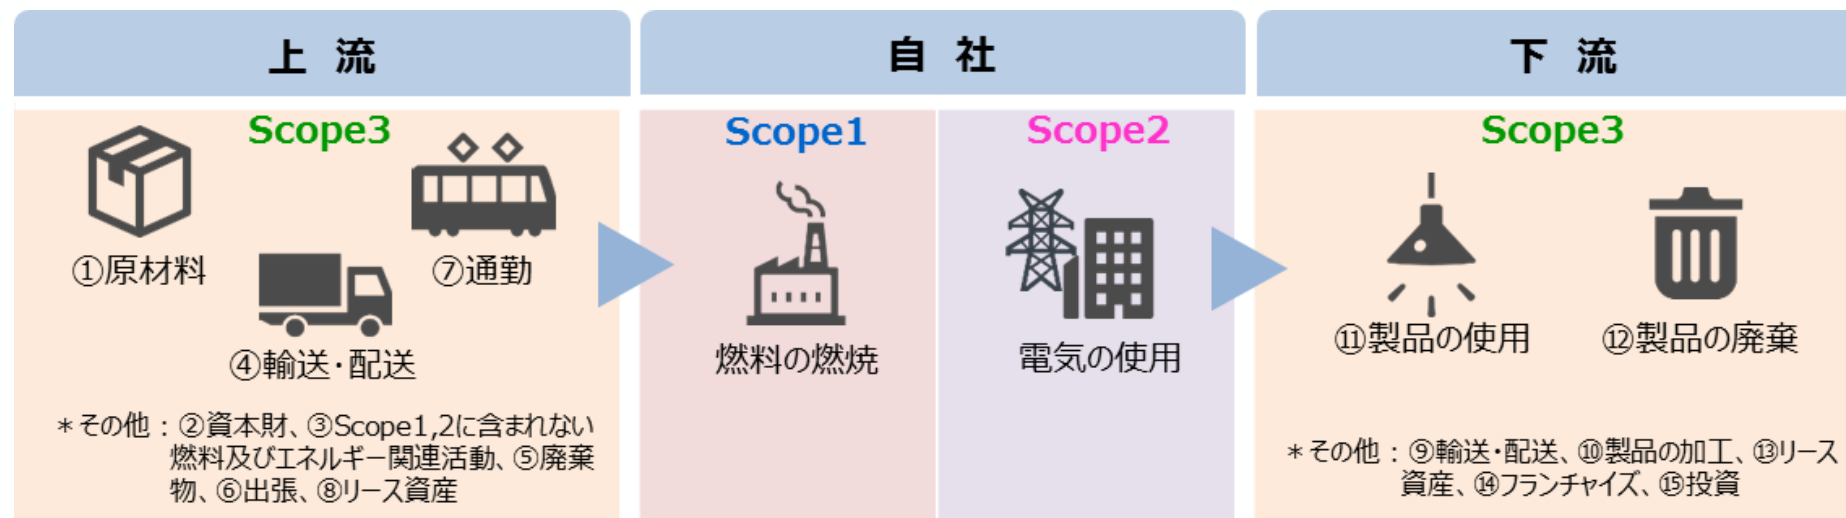 上 流
自 社
下 流
Scope3
①原材料
⑦通勤
④輸送・配送
＊その他：②資本財、③Scope1,2に含まれない
燃料及びエネルギー関連活動、⑤廃棄
物、⑥出張、⑧リース資産
Scope1
燃料の燃焼
Scope2
電気の使用
Scope3
⑪製品の使用
⑫製品の廃棄
＊その他：⑨輸送・配送、⑩製品の加工、⑬リース
資産、⑭フランチャイズ、⑮投資